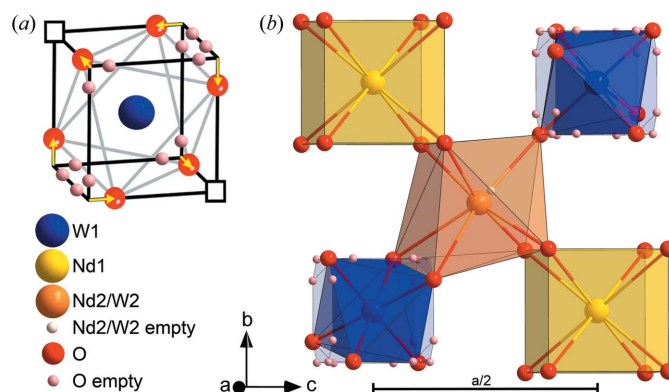 (a)
(b)
W1
Nd1
Nd2/W2
Nd2/W2 empty
O
O empty
b
a
c
a/2